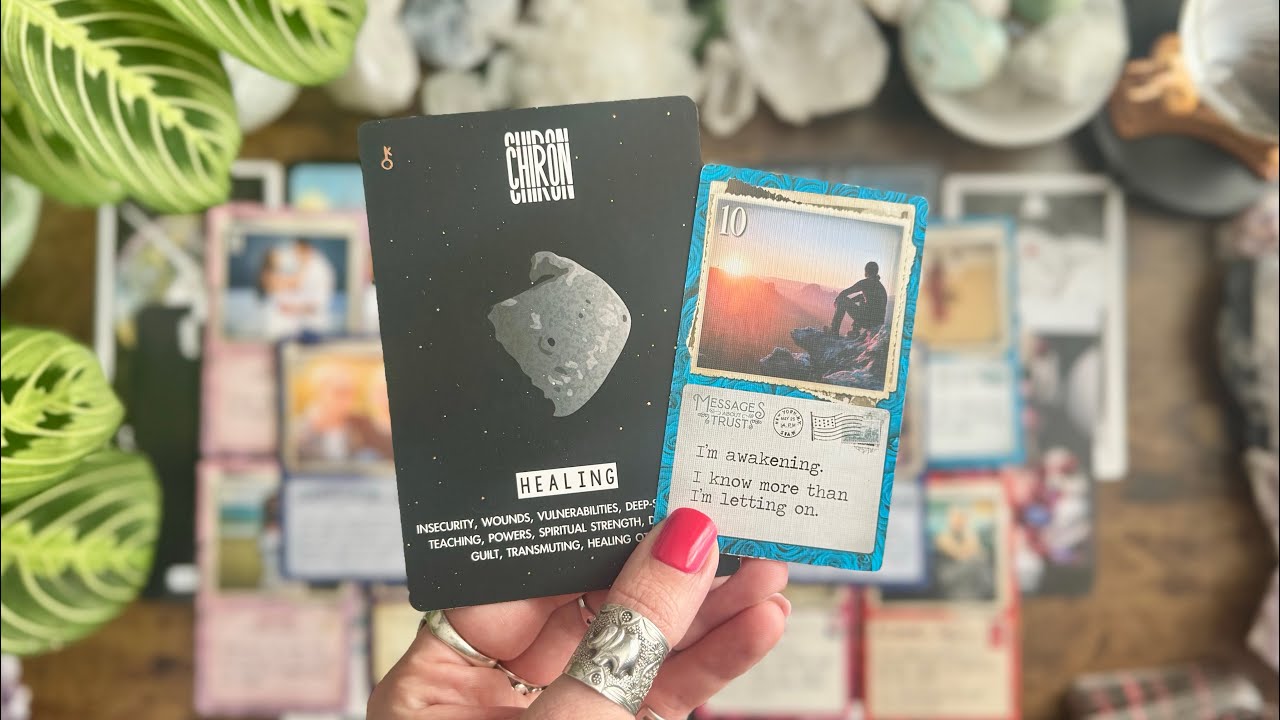 CHIRON
HEALING
INSECURITY, WOUNDS, VULNERABILITIES, DEEP-S
TEACHING, POWERS, SPIRITUAL STRENGTH, D
GUILT, TRANSMUTING, HEALING O
10
MESSAGES
ABOUT
TRUST
I'm awakening.
I know more than
I'm letting on.